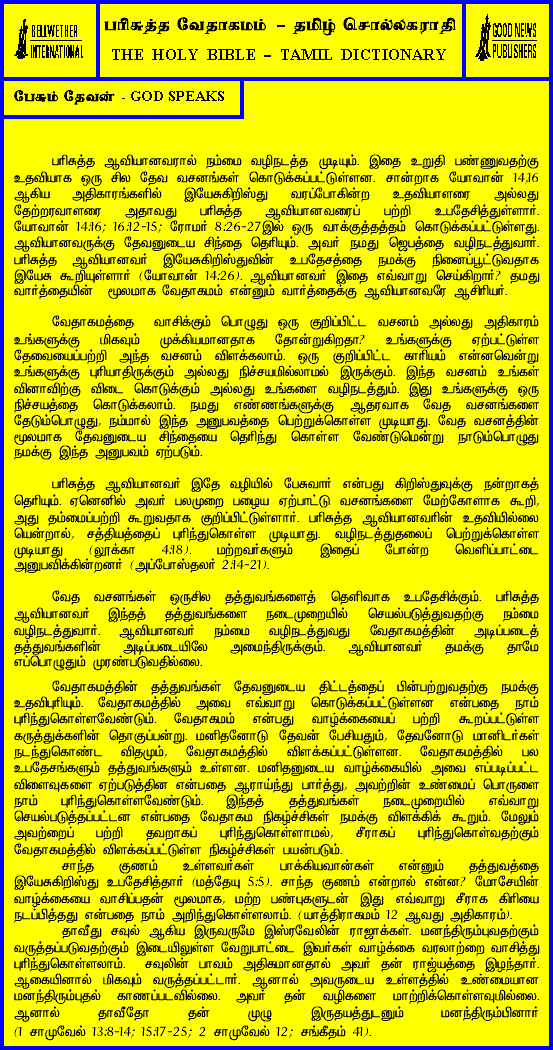 BELLWETHER
INTERNATIONAL
பரிசுத்த வேதாகமம் – தமிழ் சொல்லகராதி
THE HOLY BIBLE – TAMIL DICTIONARY
GOOD NEWS
PUBLISHERS
பேசும் தேவன் - GOD SPEAKS
பரிசுத்த ஆவியானவரால் நம்மை வழிநடத்த முடியும். இதை உறுதி பண்ணுவதற்கு
உதவியாக ஒரு சில தேவ வசனங்கள் கொடுக்கப்பட்டுள்ளன. சான்றாக யோவான் 14,16
ஆகிய அதிகாரங்களில் இயேசுகிறிஸ்து வரப்போகின்ற உதவியாளரை அல்லது
தேற்றரவாளரை அதாவது பரிசுத்த ஆவியானவரைப் பற்றி உபதேசித்துள்ளார்.
யோவான் 14:16; 16:12-15; ரோமர் 8:26-27இல் ஒரு வாக்குத்தத்தம் கொடுக்கப்பட்டுள்ளது.
ஆவியானவருக்கு தேவனுடைய சிந்தை தெரியும். அவர் நமது ஜெபத்தை வழிநடத்துவார்.
பரிசுத்த ஆவியானவர் இயேசுகிறிஸ்துவின் உபதேசத்தை நமக்கு நினைப்பூட்டுவதாக
இயேசு கூறியுள்ளார் (யோவான் 14:26). ஆவியானவர் இதை எவ்வாறு செய்கிறார்? தமது
வார்த்தையின் மூலமாக வேதாகமம் என்னும் வார்த்தைக்கு ஆவியானவரே ஆசிரியர்.
வேதாகமத்தை வாசிக்கும் பொழுது ஒரு குறிப்பிட்ட வசனம் அல்லது அதிகாரம்
உங்களுக்கு மிகவும் முக்கியமானதாக தோன்றுகிறதா? உங்களுக்கு ஏற்பட்டுள்ள
தேவையைப்பற்றி அந்த வசனம் விளக்கலாம். ஒரு குறிப்பிட்ட காரியம் என்னவென்று
உங்களுக்கு புரியாதிருக்கும் அல்லது நிச்சயமில்லாமல் இருக்கும். இந்த வசனம் உங்கள்
வினாவிற்கு விடை கொடுக்கும் அல்லது உங்களை வழிநடத்தும். இது உங்களுக்கு ஒரு
நிச்சயத்தை கொடுக்கலாம். நமது எண்ணங்களுக்கு ஆதரவாக வேத வசனங்களை
தேடும்பொழுது, நம்மால் இந்த அனுபவத்தை பெற்றுக்கொள்ள முடியாது. வேத வசனத்தின்
மூலமாக தேவனுடைய சிந்தையை தெரிந்து கொள்ள வேண்டுமென்று நாடும்பொழுது
நமக்கு இந்த அனுபவம் ஏற்படும்.
பரிசுத்த ஆவியானவர் இதே வழியில் பேசுவார் என்பது கிறிஸ்துவுக்கு நன்றாகத்
தெரியும். ஏனெனில் அவர் பலமுறை பழைய ஏற்பாட்டு வசனங்களை மேற்கோளாக கூறி,
அது தம்மைப்பற்றி கூறுவதாக குறிப்பிட்டுள்ளார். பரிசுத்த ஆவியானவரின் உதவியில்லை
யென்றால், சத்தியத்தைப் புரிந்துகொள்ள முடியாது. வழிநடத்துதலைப் பெற்றுக்கொள்ள
முடியாது (லூக்கா 4:18). மற்றவர்களும் இதைப் போன்ற வெளிப்பாட்டை
அனுபவிக்கின்றனர் (அப்போஸ்தலர் 2:14-21).
வேத வசனங்கள் ஒருசில தத்துவங்களைத் தெளிவாக உபதேசிக்கும். பரிசுத்த
ஆவியானவர் இந்தத் தத்துவங்களை நடைமுறையில் செயல்படுத்துவதற்கு நம்மை
வழிநடத்துவார். ஆவியானவர் நம்மை வழிநடத்துவது வேதாகமத்தின் அடிப்படைத்
தத்துவங்களின் அடிப்படையிலே அமைந்திருக்கும். ஆவியானவர் தமக்கு தாமே
எப்பொழுதும் முரண்படுவதில்லை.
வேதாகமத்தின் தத்துவங்கள் தேவனுடைய திட்டத்தைப் பின்பற்றுவதற்கு நமக்கு
உதவிபுரியும். வேதாகமத்தில் அவை எவ்வாறு கொடுக்கப்பட்டுள்ளன என்பதை நாம்
புரிந்துகொள்ளவேண்டும். வேதாகமம் என்பது வாழ்க்கையைப் பற்றி கூறப்பட்டுள்ள
கருத்துக்களின் தொகுப்பன்று. மனிதனோடு தேவன் பேசியதும், தேவனோடு மானிடர்கள்
நடந்துகொண்ட விதமும், வேதாகமத்தில் விளக்கப்பட்டுள்ளன. வேதாகமத்தில் பல
உபதேசங்களும் தத்துவங்களும் உள்ளன. மனிதனுடைய வாழ்க்கையில் அவை எப்படிப்பட்ட
விளைவுகளை ஏற்படுத்தின என்பதை ஆராய்ந்து பார்த்து, அவற்றின் உண்மைப் பொருளை
நாம் புரிந்துகொள்ளவேண்டும். இந்தத் தத்துவங்கள் நடைமுறையில் எவ்வாறு
செயல்படுத்தப்பட்டன என்பதை வேதாகம நிகழ்ச்சிகள் நமக்கு விளக்கிக் கூறும். மேலும்
அவற்றைப் பற்றி தவறாகப் புரிந்துகொள்ளாமல், சீராகப் புரிந்துகொள்வதற்கும்
வேதாகமத்தில் விளக்கப்பட்டுள்ள நிகழ்ச்சிகள் பயன்படும்.
சாந்த குணம் உள்ளவர்கள் பாக்கியவான்கள் என்னும் தத்துவத்தை
இயேசுகிறிஸ்து உபதேசித்தார் (மத்தேயு 5:5). சாந்த குணம் என்றால் என்ன? மோசேயின்
வாழ்க்கையை வாசிப்பதன் மூலமாக, மற்ற பண்புகளுடன் இது எவ்வாறு சீராக கிரியை
நடப்பித்தது என்பதை நாம் அறிந்துகொள்ளலாம். (யாத்திராகமம் 12 ஆவது அதிகாரம்).
தாவீது சவுல் ஆகிய இருவருமே இஸ்ரவேலின் ராஜாக்கள். மனந்திரும்புவதற்கும்
வருத்தப்படுவதற்கும் இடையிலுள்ள வேறுபாட்டை இவர்கள் வாழ்க்கை வரலாற்றை வாசித்து
புரிந்துகொள்ளலாம். சவுலின் பாவம் அதிகமானதால் அவர் தன் ராஜ்யத்தை இழந்தார்.
ஆகையினால் மிகவும் வருத்தப்பட்டார். ஆனால் அவருடைய உள்ளத்தில் உண்மையான
மனந்திரும்புதல் காணப்படவில்லை. அவர் தன் வழிகளை மாற்றிக்கொள்ளவுமில்லை.
ஆனால் தாவீதோ தன் முழு இருதயத்துடனும் மனந்திரும்பினார்
(1 சாமுவேல் 13:8-14; 15:17-25; 2 சாமுவேல் 12; சங்கீதம் 41).